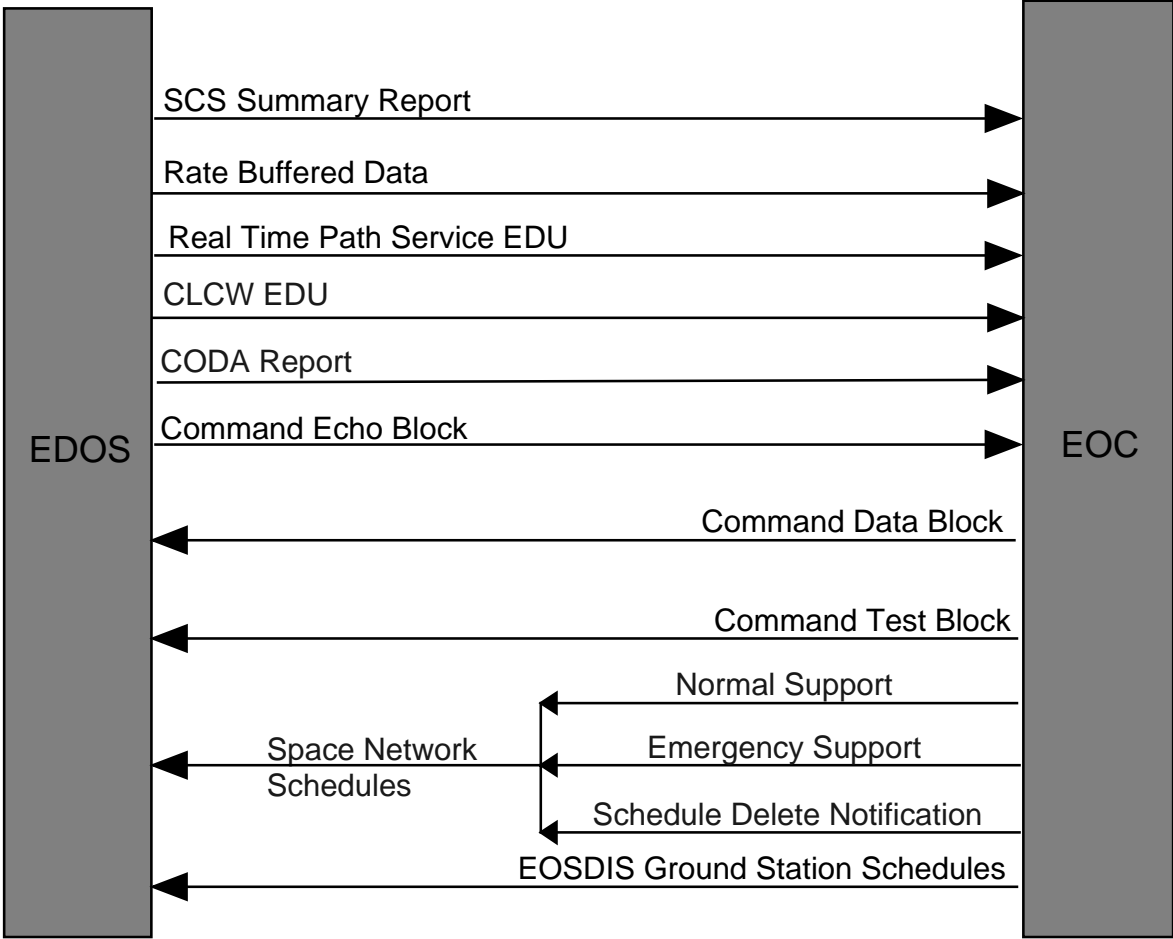 SCS Summary Report
Rate Buffered Data
Real Time Path Service EDU
CLCW EDU
CODA Report
Command Echo Block
EDOS
EOC
Command Data Block
Command Test Block
Normal Support
Space Network
Schedules
Emergency Support
Schedule Delete Notification
EOSDIS Ground Station Schedules